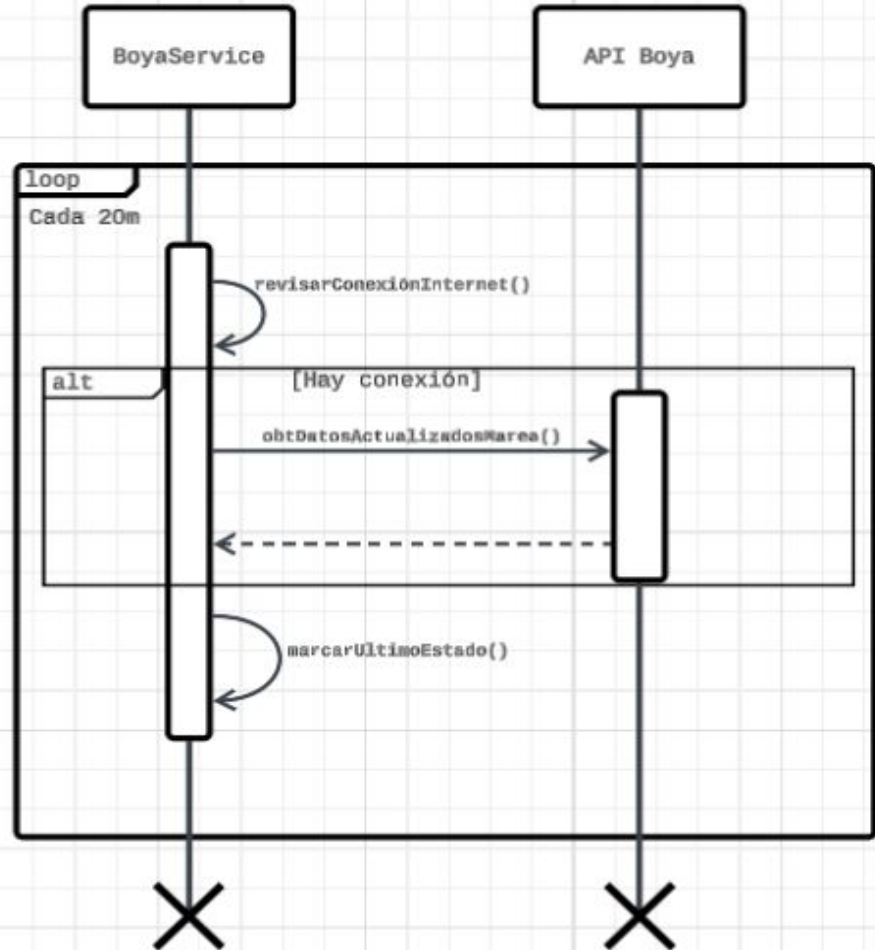 BoyaService
API Boya
loop
Cada 20m
revisarConexiónInternet()
alt
[Hay conexión]
obtDatosActualizadosMarea()
marcarUltimoEstado()